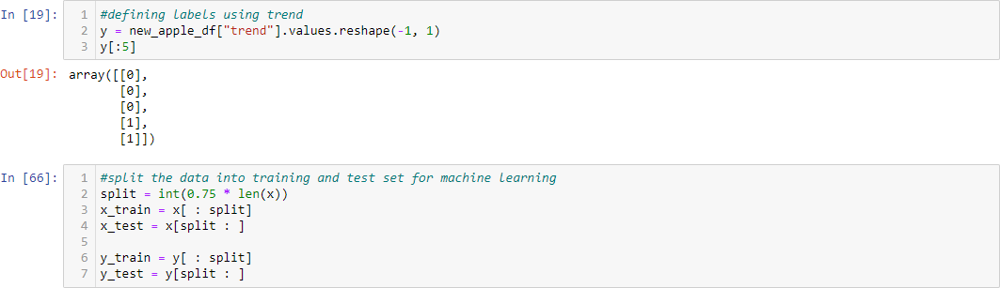 In [19]:
1 #defining labels using trend
2 y = new_apple_df["trend"].values.reshape(-1, 1)
3 y[:5]
Out[19]: array([[0],
[0],
[0],
[1],
[1]])
In [66]:
1 #split the data into training and test set for machine learning
2 split = int(0.75 * len(x))
3 x_train = x[ : split]
4 x_test = x[split : ]
5
6 y_train = y[ : split]
7 y_test = y[split : ]